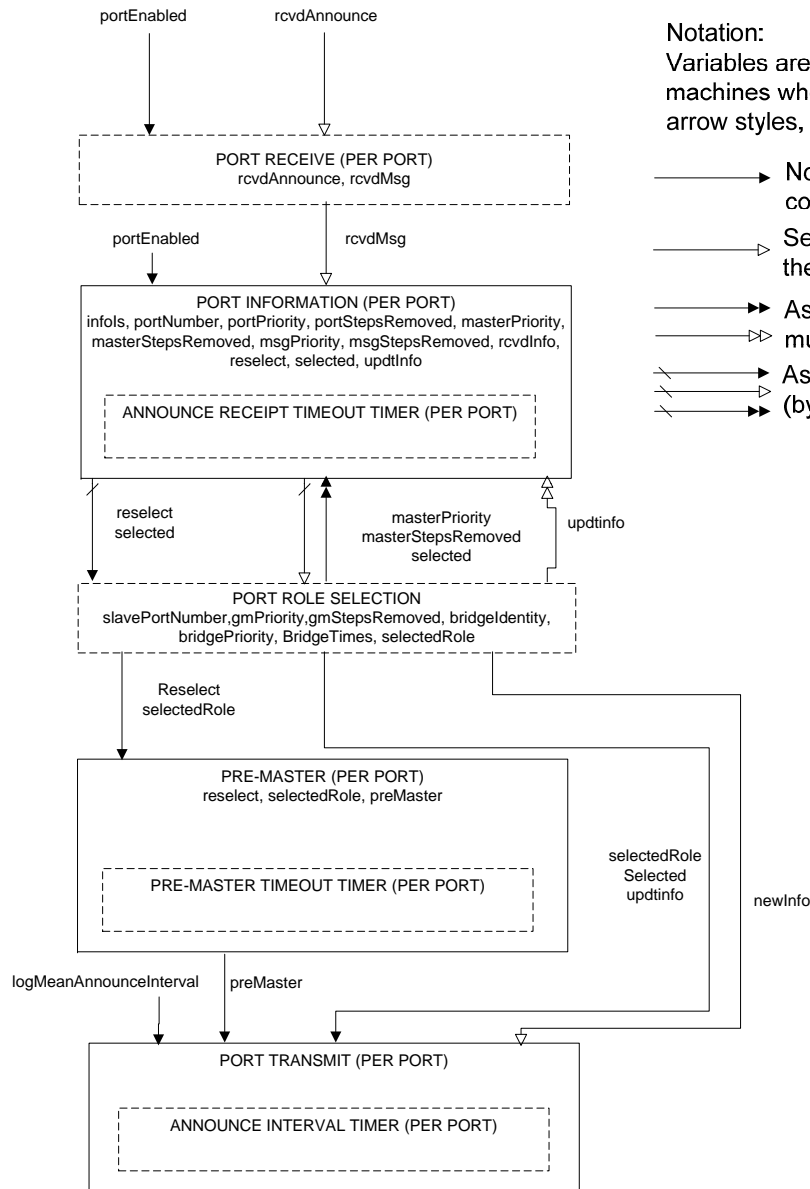 portEnabled
rcvdAnnounce
Notation:
Variables are
machines wh
arrow styles,
No
co
Se
the
As
mu
As
(by
PORT RECEIVE (PER PORT)
rcvdAnnounce, rcvdMsg
portEnabled
rcvdMsg
PORT INFORMATION (PER PORT)
infoIs, portNumber, portPriority, portStepsRemoved, masterPriority,
masterStepsRemoved, msgPriority, msgStepsRemoved, rcvdInfo,
reselect, selected, updtInfo
ANNOUNCE RECEIPT TIMEOUT TIMER (PER PORT)
reselect
selected
masterPriority
masterStepsRemoved
selected
updtinfo
PORT ROLE SELECTION
slavePortNumber,gmPriority,gmStepsRemoved, bridgeIdentity,
bridgePriority, BridgeTimes, selectedRole
Reselect
selectedRole
PRE-MASTER (PER PORT)
reselect, selectedRole, preMaster
PRE-MASTER TIMEOUT TIMER (PER PORT)
selectedRole
Selected
updtinfo
newInfo
logMeanAnnounceInterval
preMaster
PORT TRANSMIT (PER PORT)
ANNOUNCE INTERVAL TIMER (PER PORT)